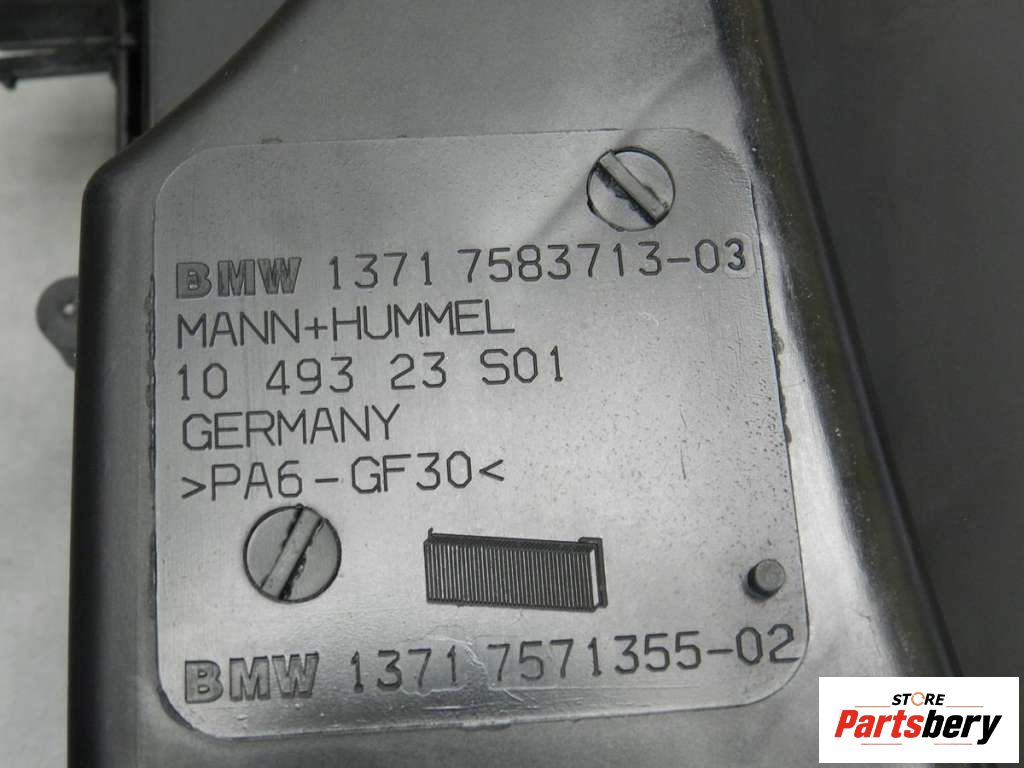 BMW 1371 7583713-03
MANN+HUMMEL
10 493 23 S01
GERMANY
>PA6-GF30<
BMW 1371 7571355-02
STORE
Partsbery